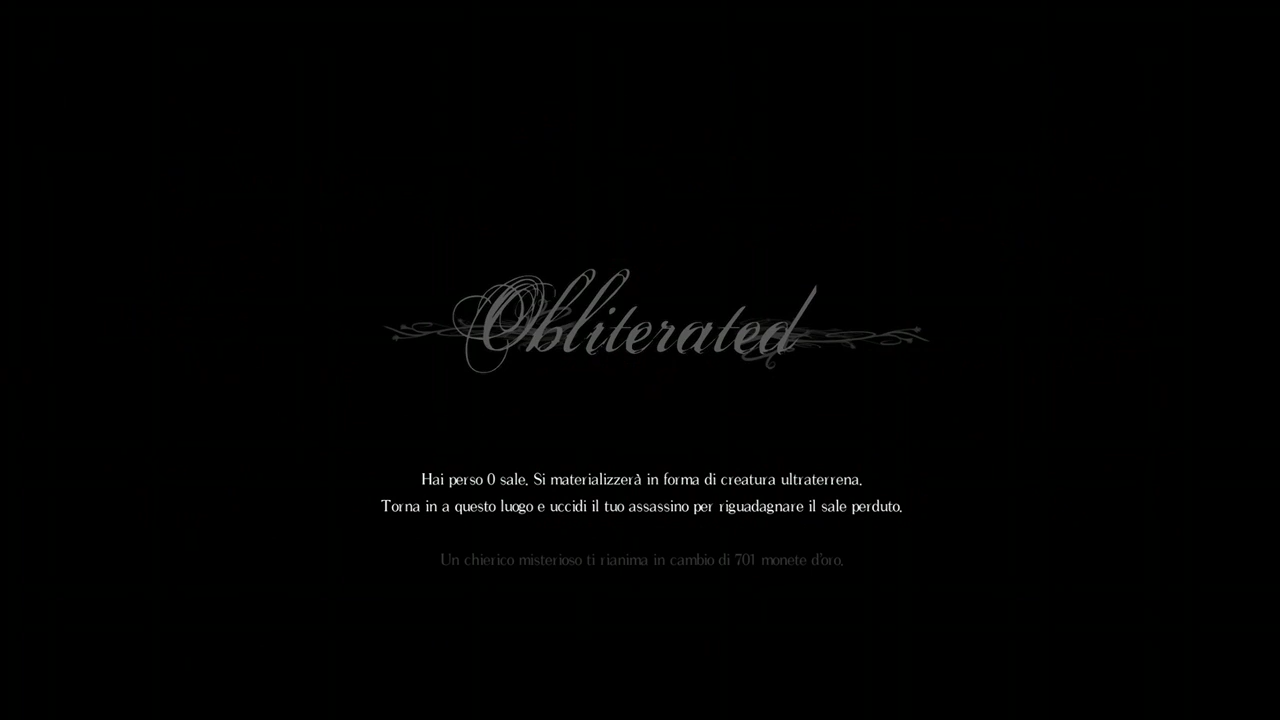 Obliterated
Hai perso 0 sale. Si materializzerà in forma di creatura ultraterrena.
Torna in a questo luogo e uccidi il tuo assassino per riguadagnare il sale perduto.
Un chierico misterioso ti rianima in cambio di 701 monete d'oro.